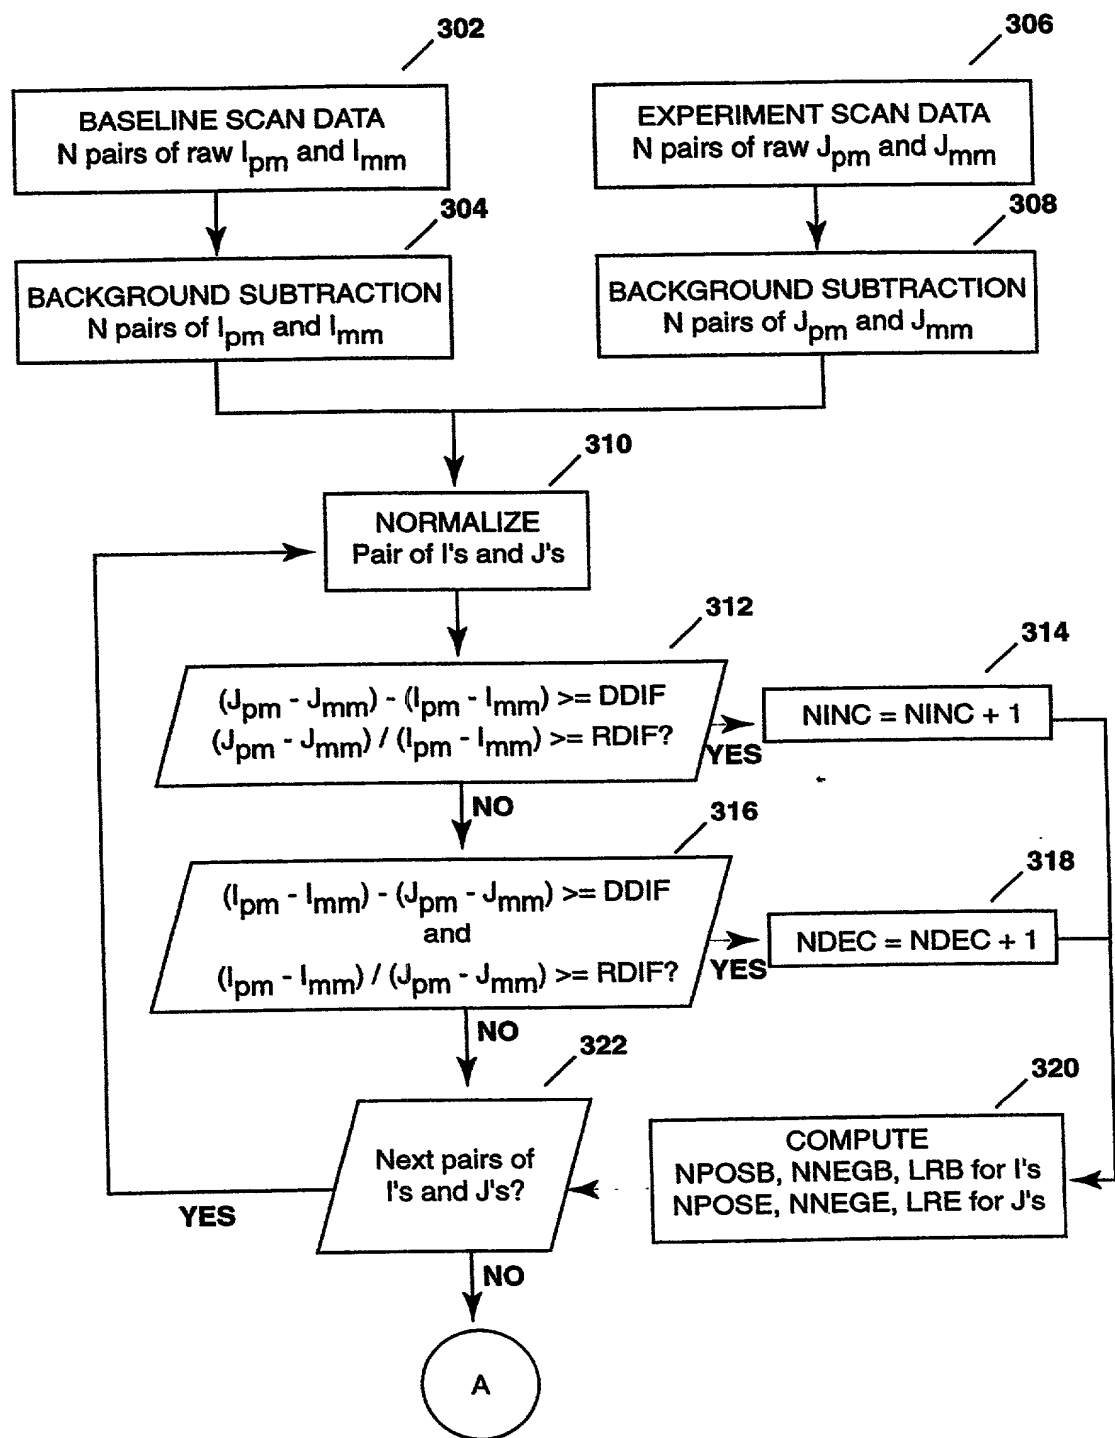 302
BASELINE SCAN DATA
N pairs of raw Ipm and Imm
306
EXPERIMENT SCAN DATA
N pairs of raw Jpm and Jmm
304
BACKGROUND SUBTRACTION
N pairs of Ipm and Imm
308
BACKGROUND SUBTRACTION
N pairs of Jpm and Jmm
310
NORMALIZE
Pair of I's and J's
312
(Jpm - Jmm) - (Ipm - Imm) >= DDIF
(Jpm - Jmm) / (Ipm - Imm) >= RDIF?
YES
314
NINC = NINC + 1
NO
316
(Ipm - Imm) - (Jpm - Jmm) >= DDIF
and
(Ipm - Imm) / (Jpm - Jmm) >= RDIF?
YES
318
NDEC = NDEC + 1
NO
322
Next pairs of
I's and J's?
YES
320
COMPUTE
NPOSB, NNEGB, LRB for I's
NPOSE, NNEGE, LRE for J's
NO
A